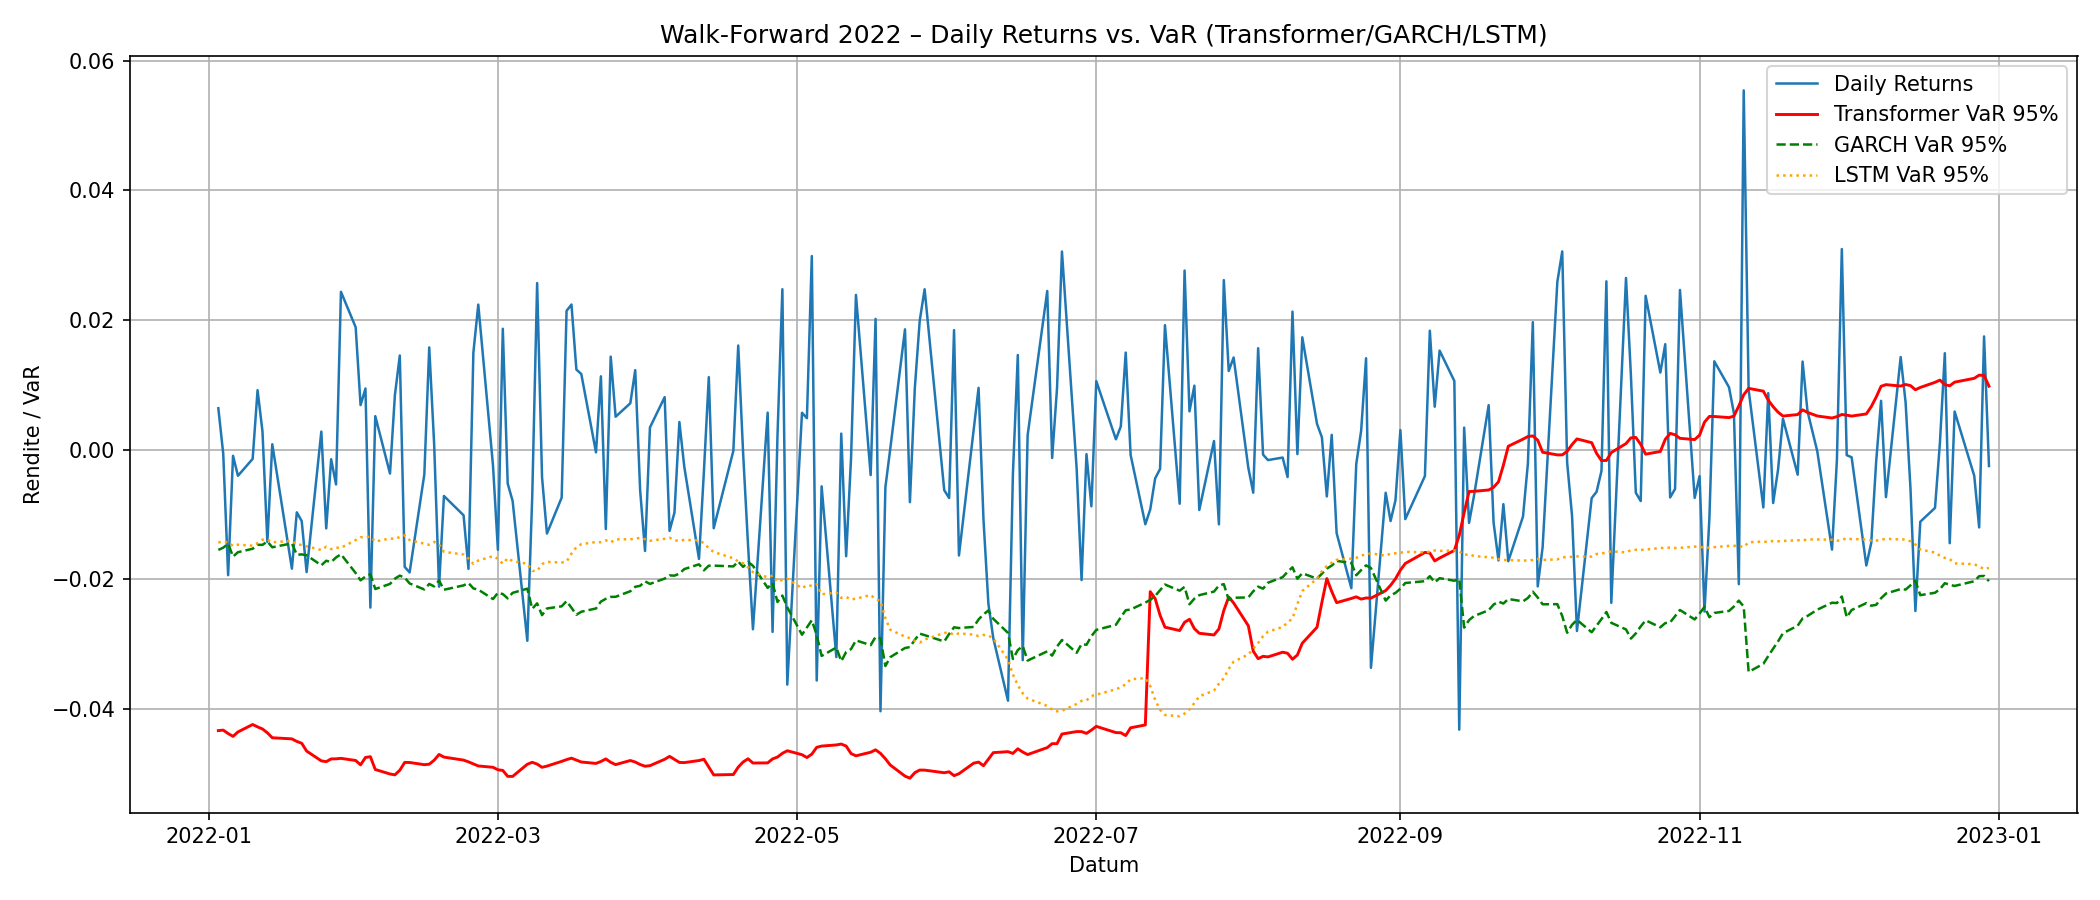 Walk-Forward 2022 – Daily Returns vs. VaR (Transformer/GARCH/LSTM)
Daily Returns
Transformer VaR 95%
GARCH VaR 95%
LSTM VaR 95%
Rendite / VaR
0.06
0.04
0.02
0.00
−0.02
−0.04
2022-01
2022-03
2022-05
2022-07
2022-09
2022-11
2023-01
Datum